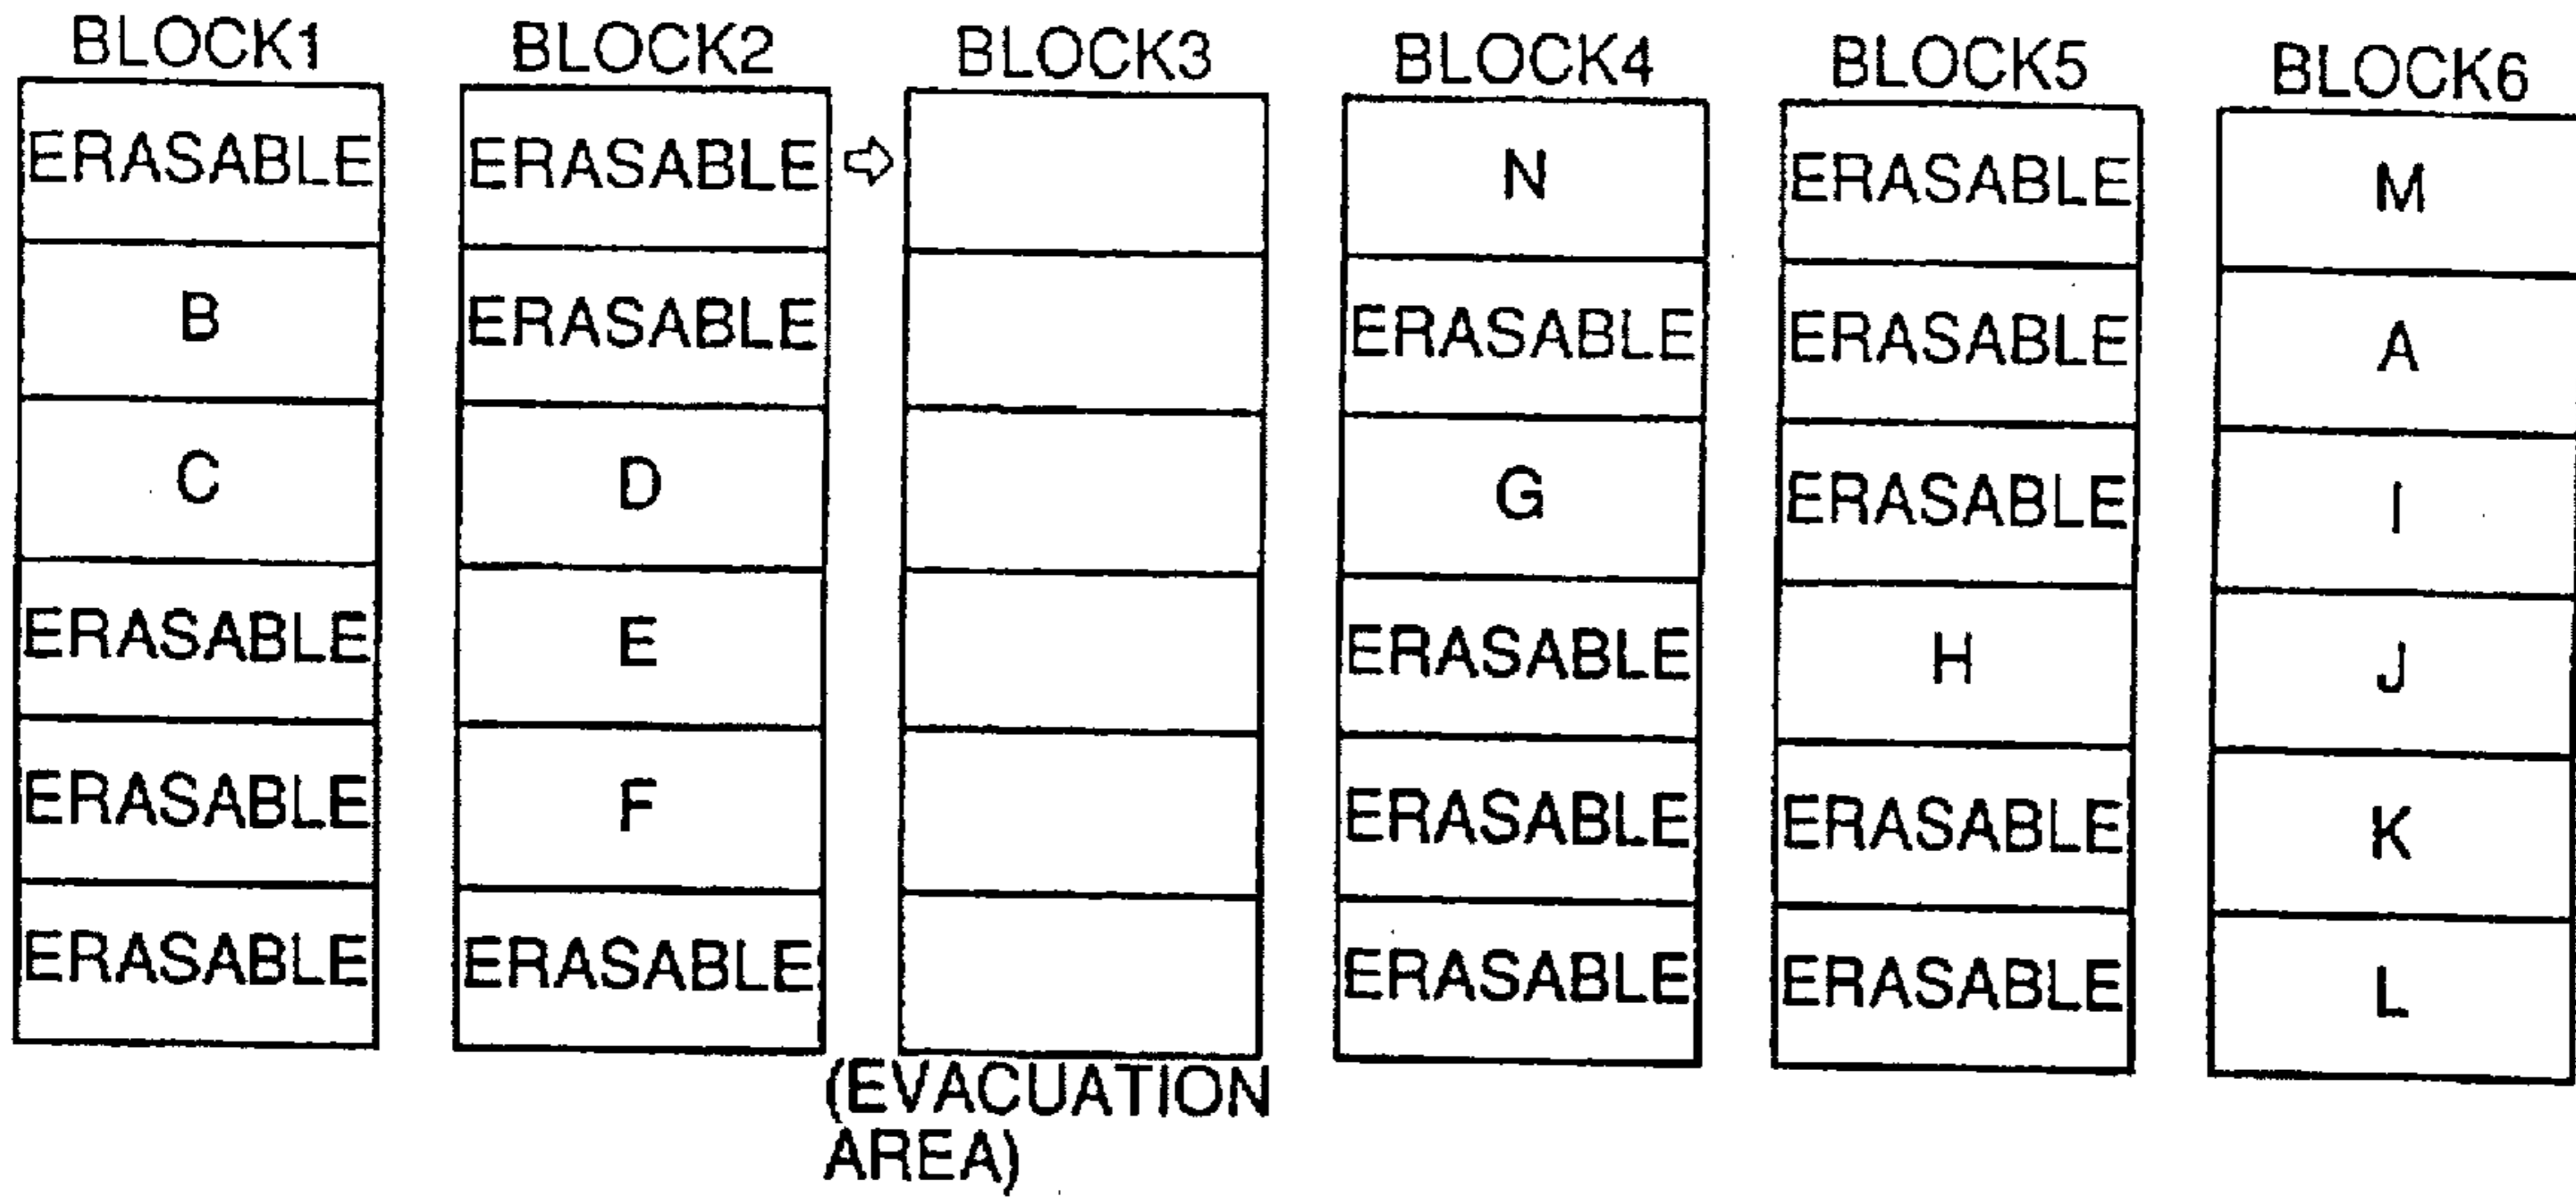 BLOCK1 BLOCK2 BLOCK3 BLOCK4 BLOCK5 BLOCK6
ERASABLE ERASABLE N ERASABLE M
B ERASABLE ERASABLE ERASABLE A
C D G ERASABLE I
ERASABLE E ERASABLE H J
ERASABLE F ERASABLE ERASABLE K
ERASABLE ERASABLE ERASABLE ERASABLE L
(EVACUATION
AREA)